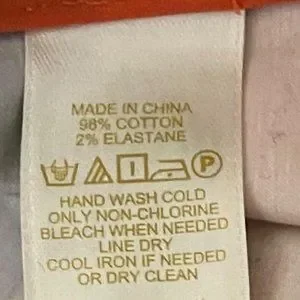 MADE IN CHINA
98% COTTON
2% ELASTANE
P
HAND WASH COLD
ONLY NON-CHLORINE
BLEACH WHEN NEEDED
LINE DRY
COOL IRON IF NEEDED
OR DRY CLEAN